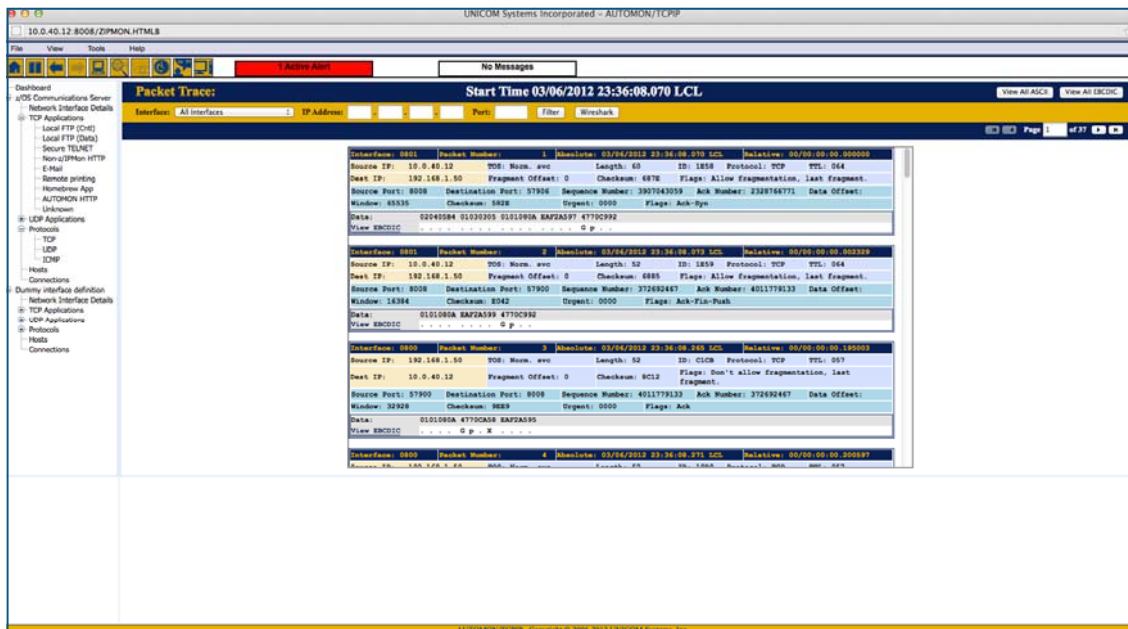 UNICOM Systems Incorporated – AUTOMON/TCPIP
10.0.40.12:8008/ZIPMON.HTML8
File View Tools Help
1 Active Alert No Messages
Dashboard
z/OS Communications Server
Network Interface Details
TCP Applications
Local FTP (Cntl)
Local FTP (Data)
Secure TELNET
Non-z/IPMon HTTP
E-Mail
Remote printing
Homebrew App
AUTOMON HTTP
Unknown
UDP Applications
Protocols
TCP
UDP
ICMP
Hosts
Connections
Dummy interface definition
Network Interface Details
TCP Applications
UDP Applications
Protocols
Hosts
Connections
Packet Trace: Start Time 03/06/2012 23:36:08.070 LCL View All ASCII View All EBCDIC
Interface: All Interfaces IP Address: . . . Port: Filter Wireshark
Page 1 of 37
Interface: 0801 Packet Number: 1 Absolute: 03/06/2012 23:36:08.070 LCL Relative: 00/00:00:00.000000
Source IP: 10.0.40.12 TOS: Norm. svc Length: 60 ID: 1E58 Protocol: TCP TTL: 064
Dest IP: 192.168.1.50 Fragment Offset: 0 Checksum: 687E Flags: Allow fragmentation, last fragment.
Source Port: 8008 Destination Port: 57906 Sequence Number: 3907043059 Ack Number: 2328766771 Data Offset:
Window: 65535 Checksum: 582E Urgent: 0000 Flags: Ack-Syn
Data: 020405B4 01030305 0101080A EAF2A597 4770C992
View EBCDIC . . . . . . . . . . . . . . . . G p . .
Interface: 0801 Packet Number: 2 Absolute: 03/06/2012 23:36:08.073 LCL Relative: 00/00:00:00.002329
Source IP: 10.0.40.12 TOS: Norm. svc Length: 52 ID: 1E59 Protocol: TCP TTL: 064
Dest IP: 192.168.1.50 Fragment Offset: 0 Checksum: 6885 Flags: Allow fragmentation, last fragment.
Source Port: 8008 Destination Port: 57900 Sequence Number: 372692467 Ack Number: 4011779133 Data Offset:
Window: 16384 Checksum: E042 Urgent: 0000 Flags: Ack-Fin-Push
Data: 0101080A EAF2A599 4770C992
View EBCDIC . . . . . . . . G p . .
Interface: 0800 Packet Number: 3 Absolute: 03/06/2012 23:36:08.265 LCL Relative: 00/00:00:00.195003
Source IP: 192.168.1.50 TOS: Norm. svc Length: 52 ID: C1CB Protocol: TCP TTL: 057
Dest IP: 10.0.40.12 Fragment Offset: 0 Checksum: 8C12 Flags: Don't allow fragmentation, last fragment.
Source Port: 57900 Destination Port: 8008 Sequence Number: 4011779133 Ack Number: 372692467 Data Offset:
Window: 32928 Checksum: 9EE9 Urgent: 0000 Flags: Ack
Data: 0101080A 4770CA58 EAF2A595
View EBCDIC . . . . G p . X . . . .
Interface: 0800 Packet Number: 4 Absolute: 03/06/2012 23:36:08.271 LCL Relative: 00/00:00:00.200597